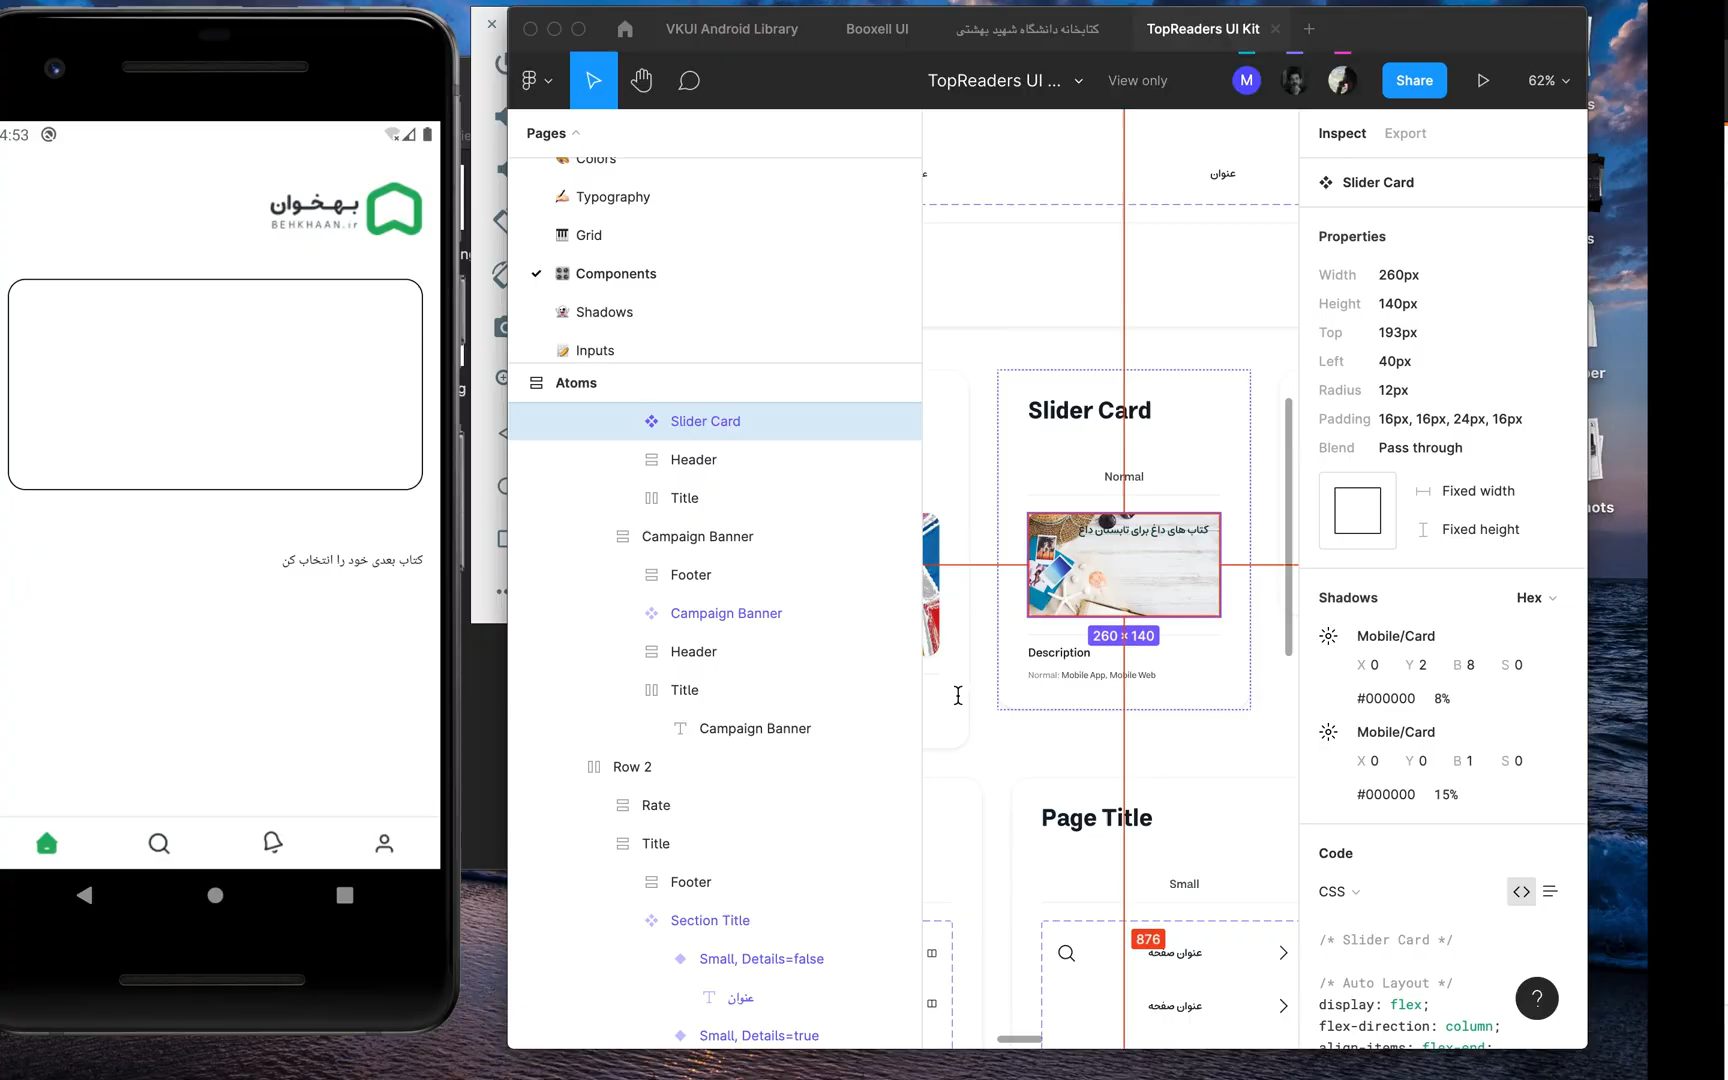 4:53
بهخوان
BEHKHAAN.ir
کتاب بعدی خود را انتخاب کن
VKUI Android Library
Booxell UI
کتابخانه دانشگاه شهید بهشتی
TopReaders UI Kit
TopReaders UI ...
View only
M
Share
62%
Pages
Colors
Typography
Grid
Components
Shadows
Inputs
Atoms
Slider Card
Header
Title
Campaign Banner
Footer
Campaign Banner
Header
Title
Campaign Banner
Row 2
Rate
Title
Footer
Section Title
Small, Details=false
عنوان
Small, Details=true
عنوان
Slider Card
Normal
کتاب های داغ برای تابستان داغ
260 × 140
Description
Normal: Mobile App, Mobile Web
Page Title
Small
876
عنوان صفحه
عنوان صفحه
Inspect
Export
Slider Card
Properties
Width 260px
Height 140px
Top 193px
Left 40px
Radius 12px
Padding 16px, 16px, 24px, 16px
Blend Pass through
Fixed width
Fixed height
Shadows Hex
Mobile/Card
X 0 Y 2 B 8 S 0
#000000 8%
Mobile/Card
X 0 Y 0 B 1 S 0
#000000 15%
Code
CSS
/* Slider Card */
/* Auto Layout */
display: flex;
flex-direction: column;
align-items: flex-end;
?